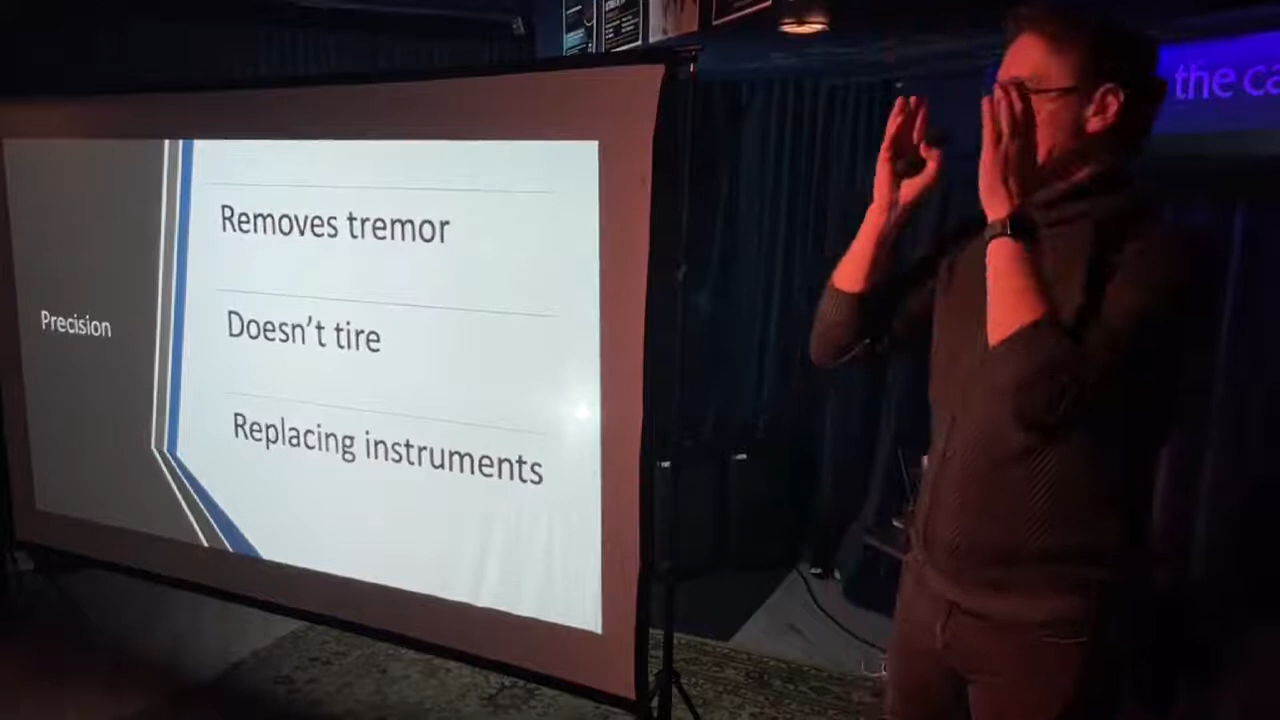 the ca
Removes tremor
Precision
Doesn't tire
Replacing instruments